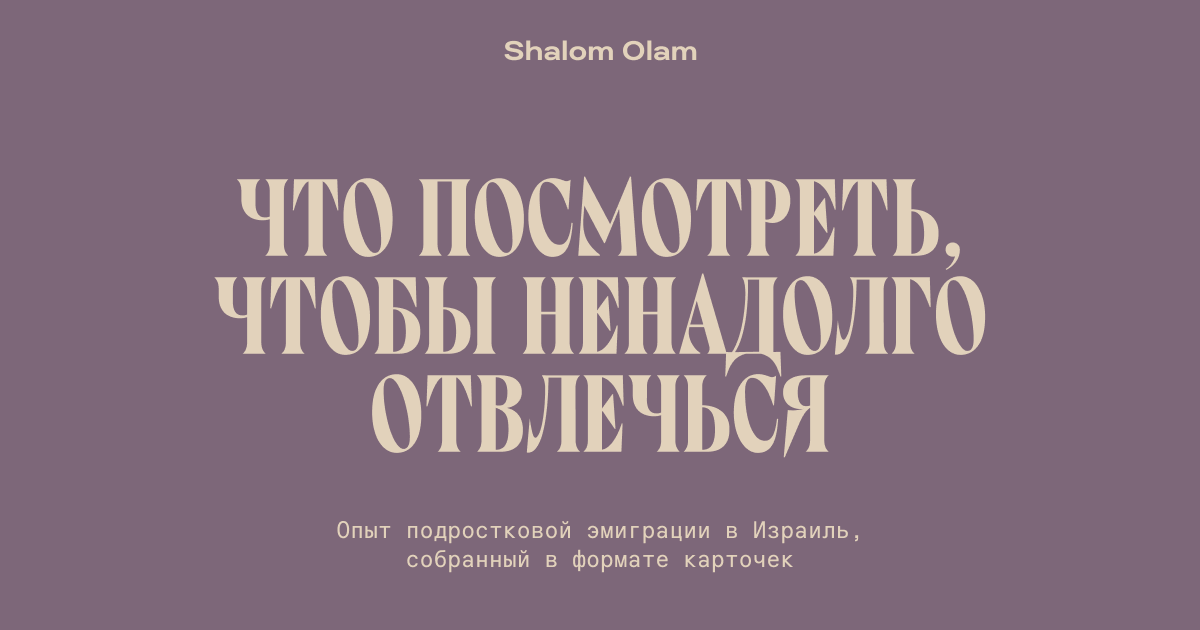 Shalom Olam
ЧТО ПОСМОТРЕТЬ,
ЧТОБЫ НЕНАДОЛГО
ОТВЛЕЧЬСЯ
Опыт подростковой эмиграции в Израиль,
собранный в формате карточек